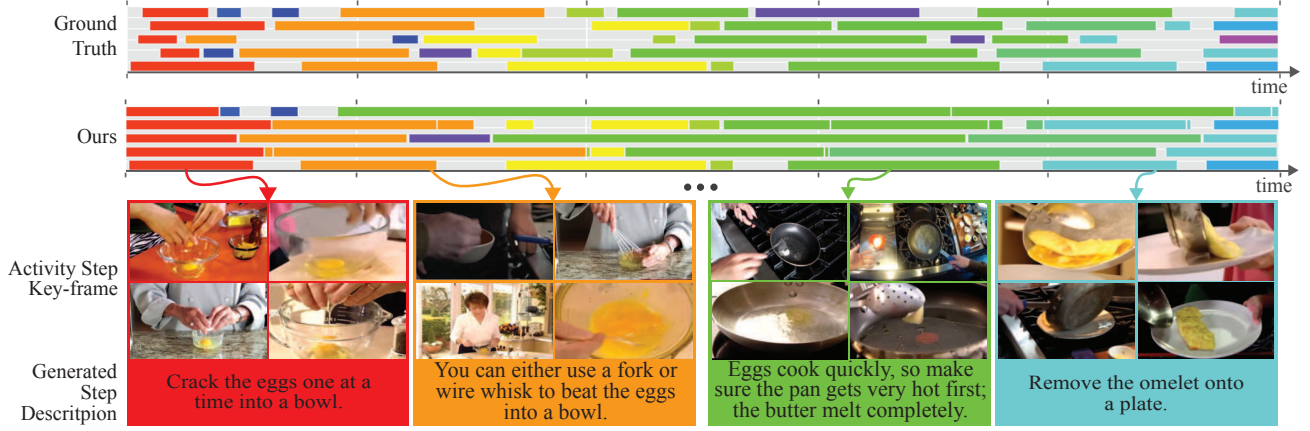 Ground
Truth
time
Ours
time
Activity Step
Key-frame
Generated
Step
Descritpion
Crack the eggs one at a
time into a bowl.
You can either use a fork or
wire whisk to beat the eggs
into a bowl.
Eggs cook quickly, so make
sure the pan gets very hot first;
the butter melt completely.
Remove the omelet onto
a plate.